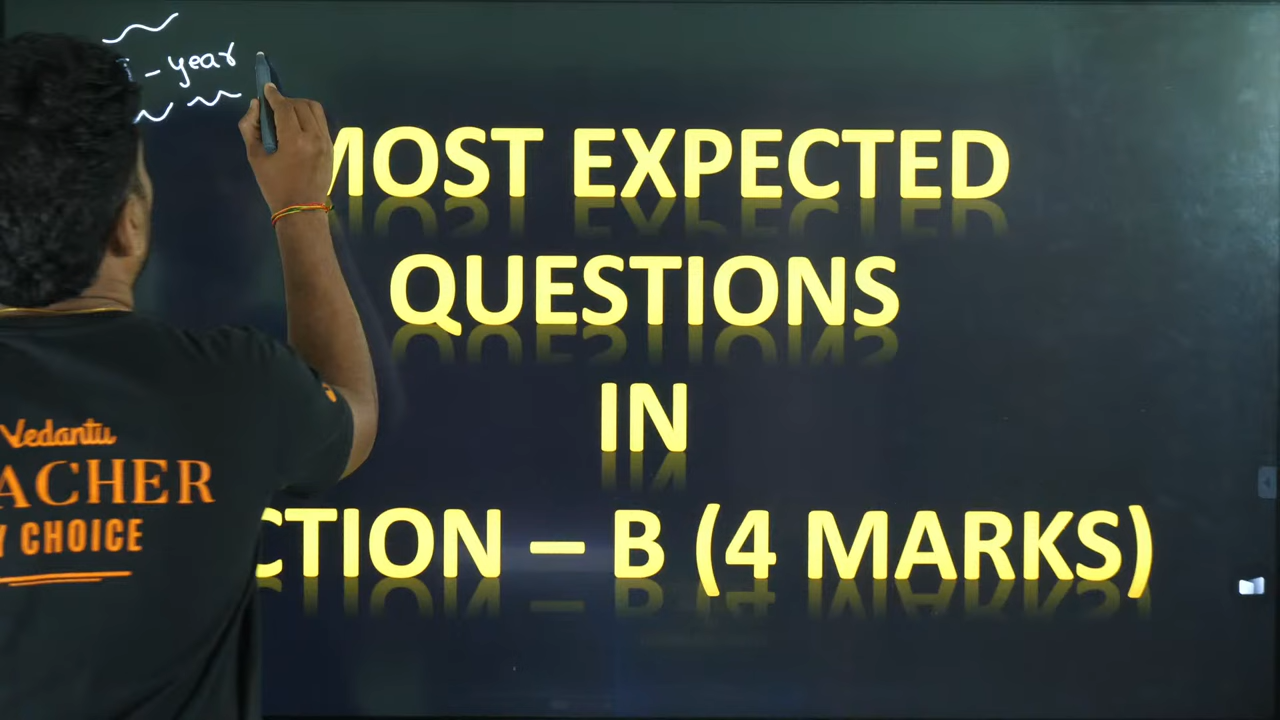 - year
MOST EXPECTED
QUESTIONS
IN
CTION – B (4 MARKS)
Vedantu
ACHER
Y CHOICE